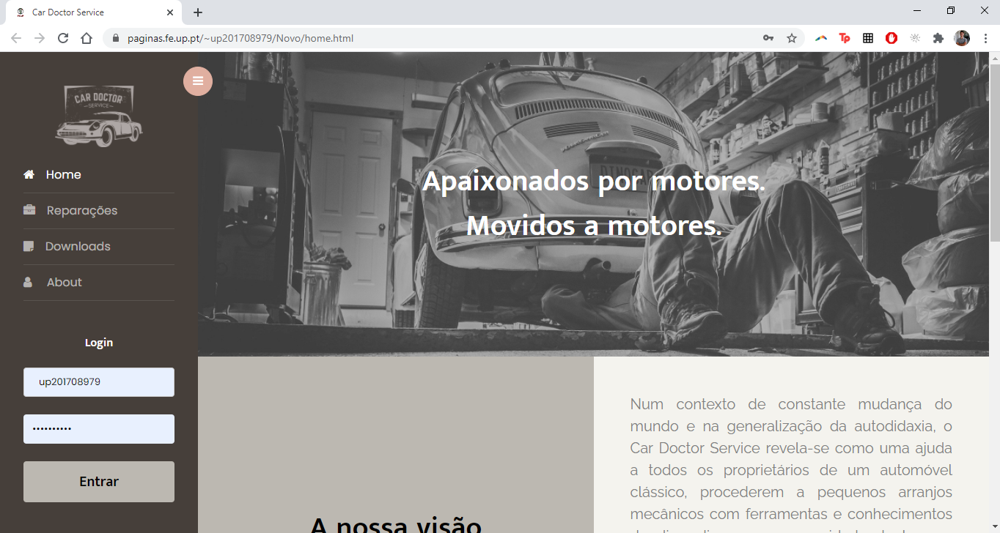 Car Doctor Service
paginas.fe.up.pt/~up201708979/Novo/home.html
Tp
CAR DOCTOR
SERVICE
Home
Reparações
Downloads
About
Login
up201708979
••••••••••
Entrar
Apaixonados por motores.
Movidos a motores.
A nossa visão
Num contexto de constante mudança do
mundo e na generalização da autodidaxia, o
Car Doctor Service revela-se como uma ajuda
a todos os proprietários de um automóvel
clássico, procederem a pequenos arranjos
mecânicos com ferramentas e conhecimentos